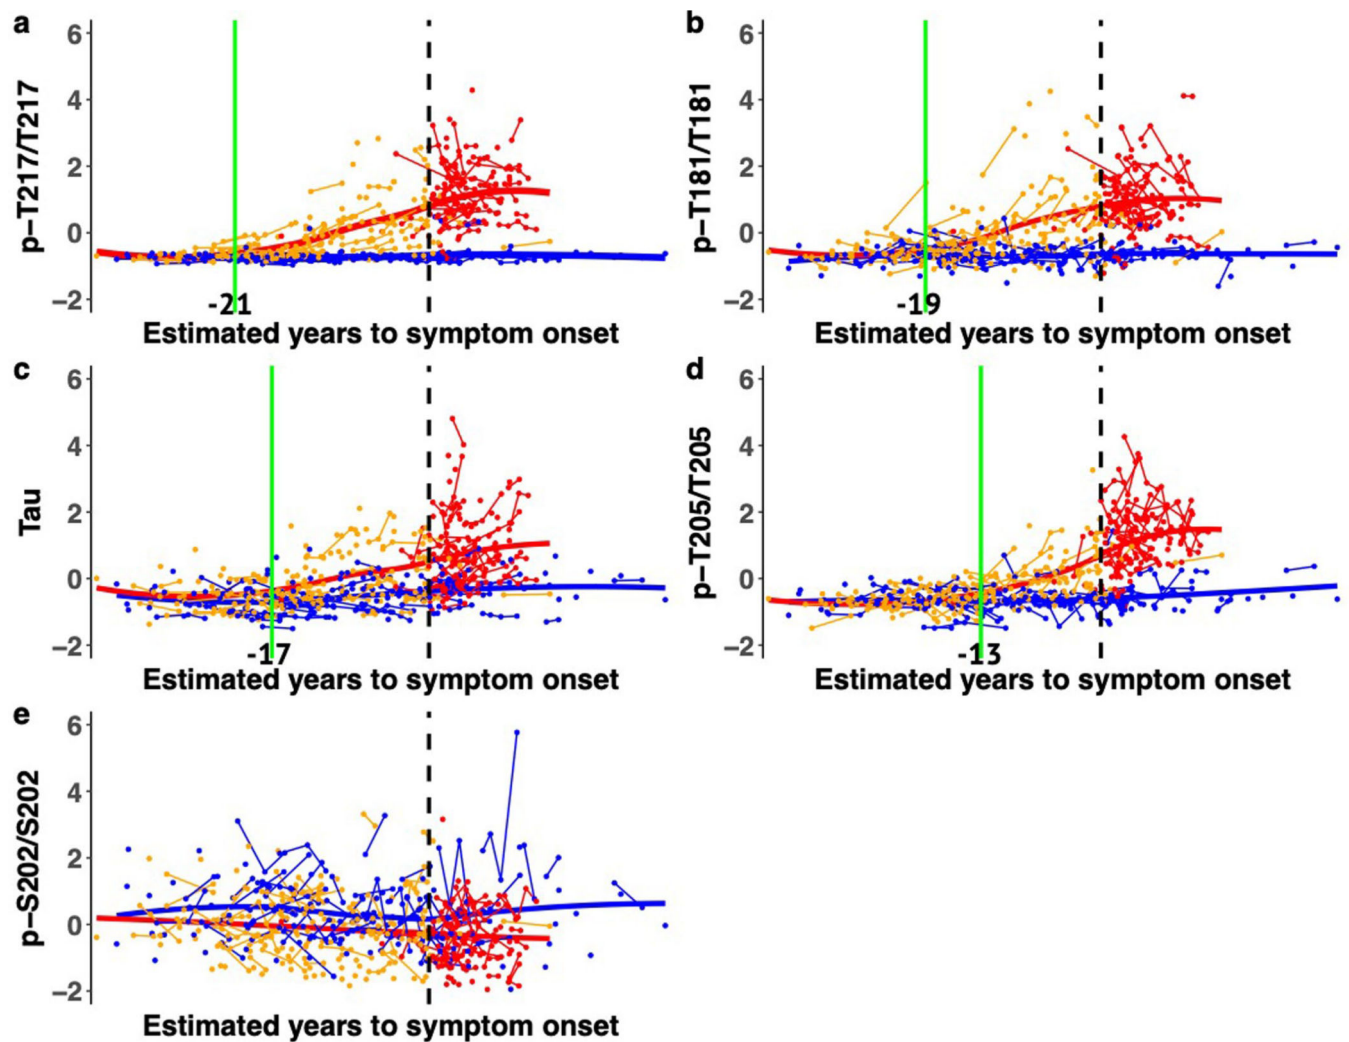 a
p−T217/T217
6
4
2
0
−2
-21
Estimated years to symptom onset
b
p−T181/T181
6
4
2
0
−2
-19
Estimated years to symptom onset
c
Tau
6
4
2
0
−2
-17
Estimated years to symptom onset
d
p−T205/T205
6
4
2
0
−2
-13
Estimated years to symptom onset
e
p−S202/S202
6
4
2
0
−2
Estimated years to symptom onset